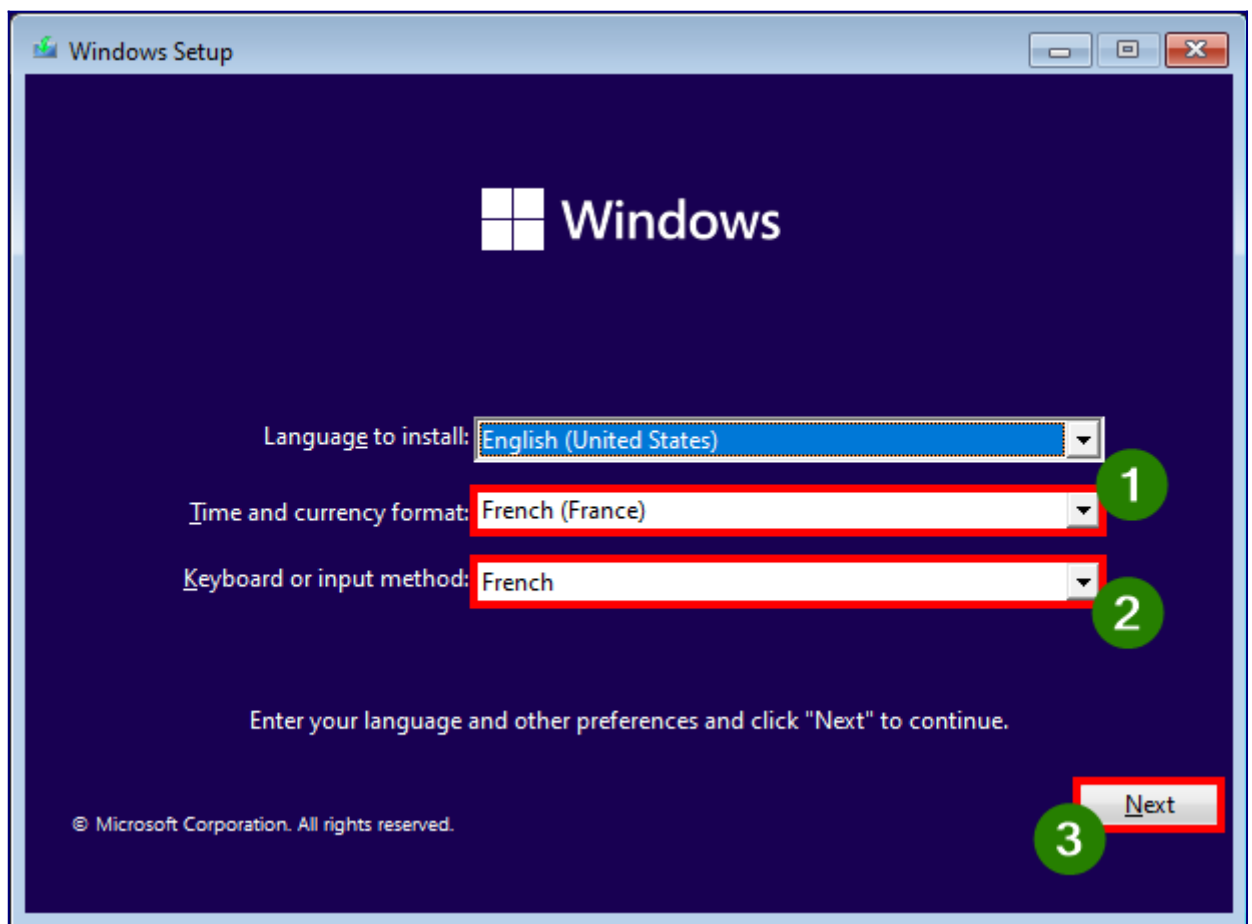 Windows Setup
Windows
Language to install: English (United States)
1
Time and currency format: French (France)
Keyboard or input method: French
2
Enter your language and other preferences and click "Next" to continue.
Next
© Microsoft Corporation. All rights reserved.
3